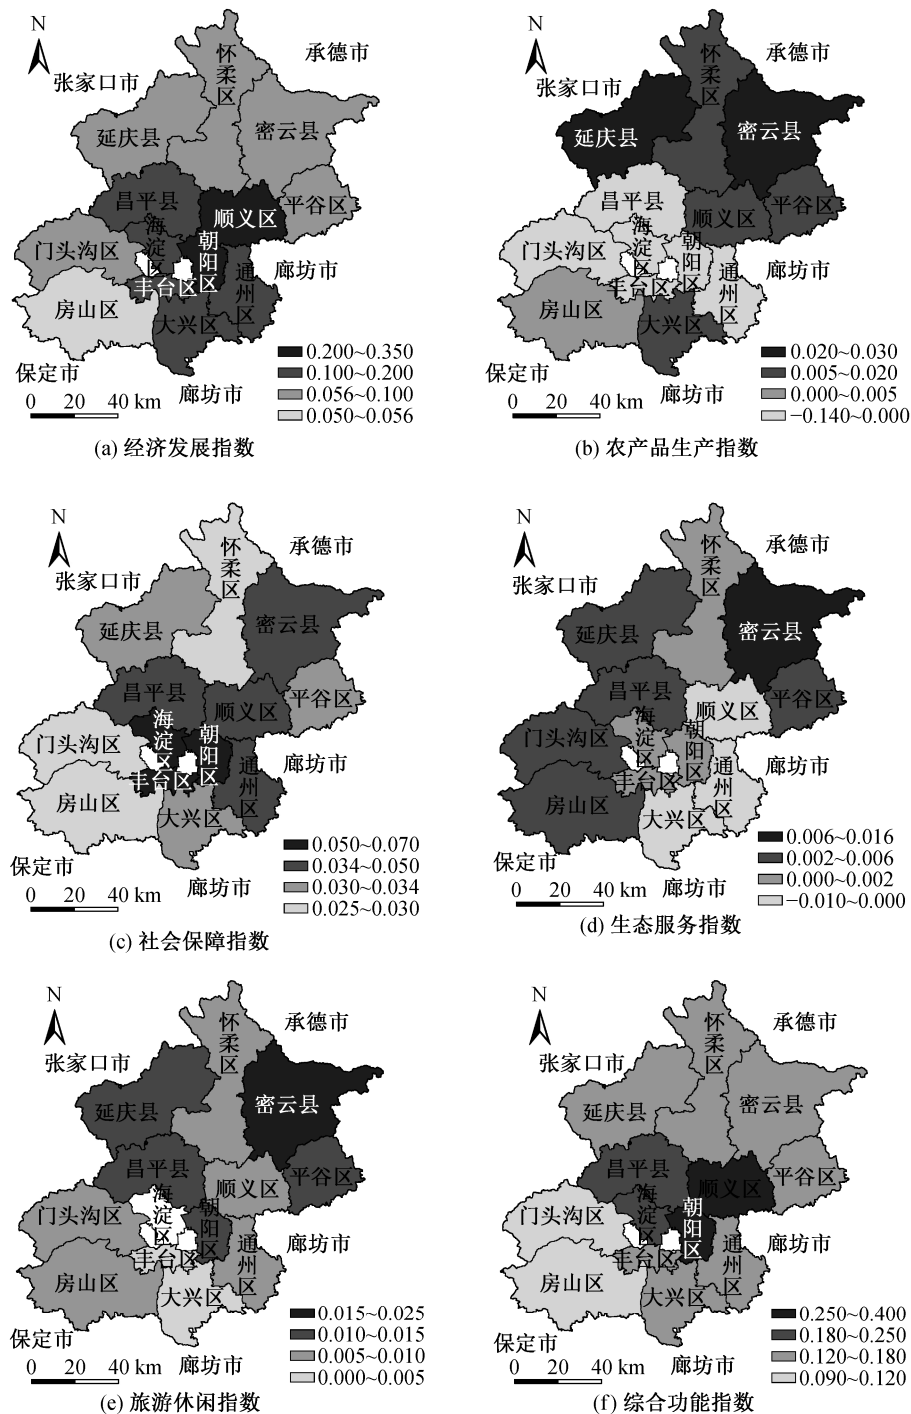 N
怀柔区
承德市
张家口市
延庆县
密云县
昌平县
顺义区
平谷区
海淀区
朝阳区
门头沟区
廊坊市
通州区
丰台区
房山区
大兴区
保定市
廊坊市
0 20 40 km
0.200~0.350
0.100~0.200
0.056~0.100
0.050~0.056
(a) 经济发展指数
N
怀柔区
承德市
张家口市
延庆县
密云县
昌平县
顺义区
平谷区
海淀区
朝阳区
门头沟区
廊坊市
通州区
丰台区
房山区
大兴区
保定市
廊坊市
0 20 40 km
0.020~0.030
0.005~0.020
0.000~0.005
−0.140~0.000
(b) 农产品生产指数
N
怀柔区
承德市
张家口市
延庆县
密云县
昌平县
顺义区
平谷区
海淀区
朝阳区
门头沟区
廊坊市
通州区
丰台区
房山区
大兴区
保定市
廊坊市
0 20 40 km
0.050~0.070
0.034~0.050
0.030~0.034
0.025~0.030
(c) 社会保障指数
N
怀柔区
承德市
张家口市
延庆县
密云县
昌平县
顺义区
平谷区
海淀区
朝阳区
门头沟区
廊坊市
通州区
丰台区
房山区
大兴区
保定市
廊坊市
0 20 40 km
0.006~0.016
0.002~0.006
0.000~0.002
−0.010~0.000
(d) 生态服务指数
N
怀柔区
承德市
张家口市
延庆县
密云县
昌平县
顺义区
平谷区
海淀区
朝阳区
门头沟区
廊坊市
通州区
丰台区
房山区
大兴区
保定市
廊坊市
0 20 40 km
0.015~0.025
0.010~0.015
0.005~0.010
0.000~0.005
(e) 旅游休闲指数
N
怀柔区
承德市
张家口市
延庆县
密云县
昌平县
顺义区
平谷区
海淀区
朝阳区
门头沟区
廊坊市
通州区
丰台区
房山区
大兴区
保定市
廊坊市
0 20 40 km
0.250~0.400
0.180~0.250
0.120~0.180
0.090~0.120
(f) 综合功能指数